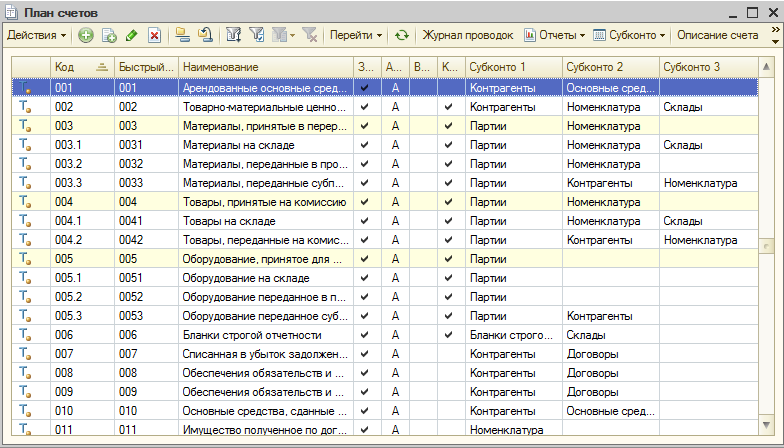 План счетов
Действия Перейти Журнал проводок Отчеты Субконто Описание счета
Код Быстрый... Наименование З... А... В... К... Субконто 1 Субконто 2 Субконто 3
001 001 Арендованные основные сред... А Контрагенты Основные сред...
002 002 Товарно-материальные ценно... А Контрагенты Номенклатура Склады
003 003 Материалы, принятые в перер... А Партии Номенклатура
003.1 0031 Материалы на складе А Партии Номенклатура Склады
003.2 0032 Материалы, переданные в про... А Партии Номенклатура
003.3 0033 Материалы, переданные субп... А Партии Контрагенты Номенклатура
004 004 Товары, принятые на комиссию А Партии Номенклатура
004.1 0041 Товары на складе А Партии Номенклатура Склады
004.2 0042 Товары, переданные на комис... А Партии Контрагенты Номенклатура
005 005 Оборудование, принятое для ... А Партии
005.1 0051 Оборудование на складе А Партии
005.2 0052 Оборудование переданное в п... А Партии
005.3 0053 Оборудование переданное суб... А Партии Контрагенты
006 006 Бланки строгой отчетности А Бланки строго... Склады
007 007 Списанная в убыток задолжен... А Контрагенты Договоры
008 008 Обеспечения обязательств и ... А Контрагенты Договоры
009 009 Обеспечения обязательств и ... А Контрагенты Договоры
010 010 Основные средства, сданные ... А Контрагенты Основные сред...
011 011 Имущество полученное по дог... А Номенклатура